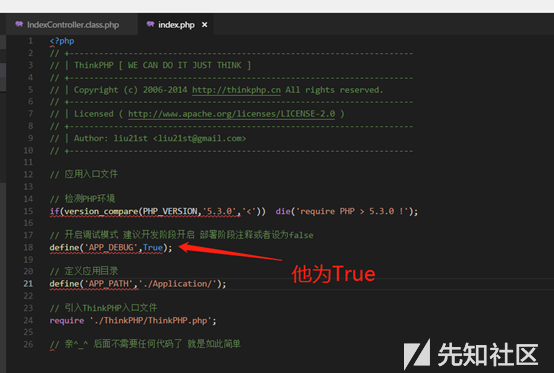 IndexController.class.php
index.php
1 <?php
2 // +----------------------------------------------------------------------
3 // | ThinkPHP [ WE CAN DO IT JUST THINK ]
4 // +----------------------------------------------------------------------
5 // | Copyright (c) 2006-2014 http://thinkphp.cn All rights reserved.
6 // +----------------------------------------------------------------------
7 // | Licensed ( http://www.apache.org/licenses/LICENSE-2.0 )
8 // +----------------------------------------------------------------------
9 // | Author: liu21st <liu21st@gmail.com>
10 // +----------------------------------------------------------------------
11
12 // 应用入口文件
13
14 // 检测PHP环境
15 if(version_compare(PHP_VERSION,'5.3.0','<')) die('require PHP > 5.3.0 !');
16
17 // 开启调试模式 建议开发阶段开启 部署阶段注释或者设为false
18 define('APP_DEBUG',True);
19
他为True
20 // 定义应用目录
21 define('APP_PATH','./Application/');
22
23 // 引入ThinkPHP入口文件
24 require './ThinkPHP/ThinkPHP.php';
25
26 // 亲^_^ 后面不需要任何代码了 就是如此简单
先知社区